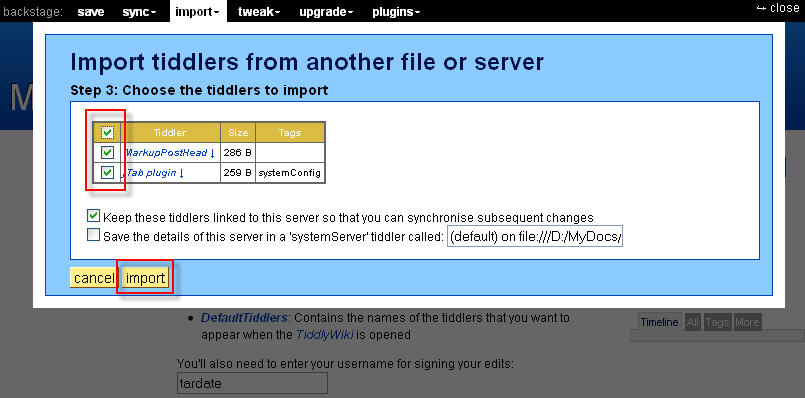 backstage: save sync import tweak upgrade plugins close
Import tiddlers from another file or server
Step 3: Choose the tiddlers to import
Tiddler Size Tags
MarkupPostHead ↓ 286 B
jTab plugin ↓ 259 B systemConfig
Keep these tiddlers linked to this server so that you can synchronise subsequent changes
Save the details of this server in a 'systemServer' tiddler called: (default) on file:///D:/MyDocs/
cancel import
• DefaultTiddlers: Contains the names of the tiddlers that you want to
appear when the TiddlyWiki is opened
Timeline All Tags More
You'll also need to enter your username for signing your edits:
tardate